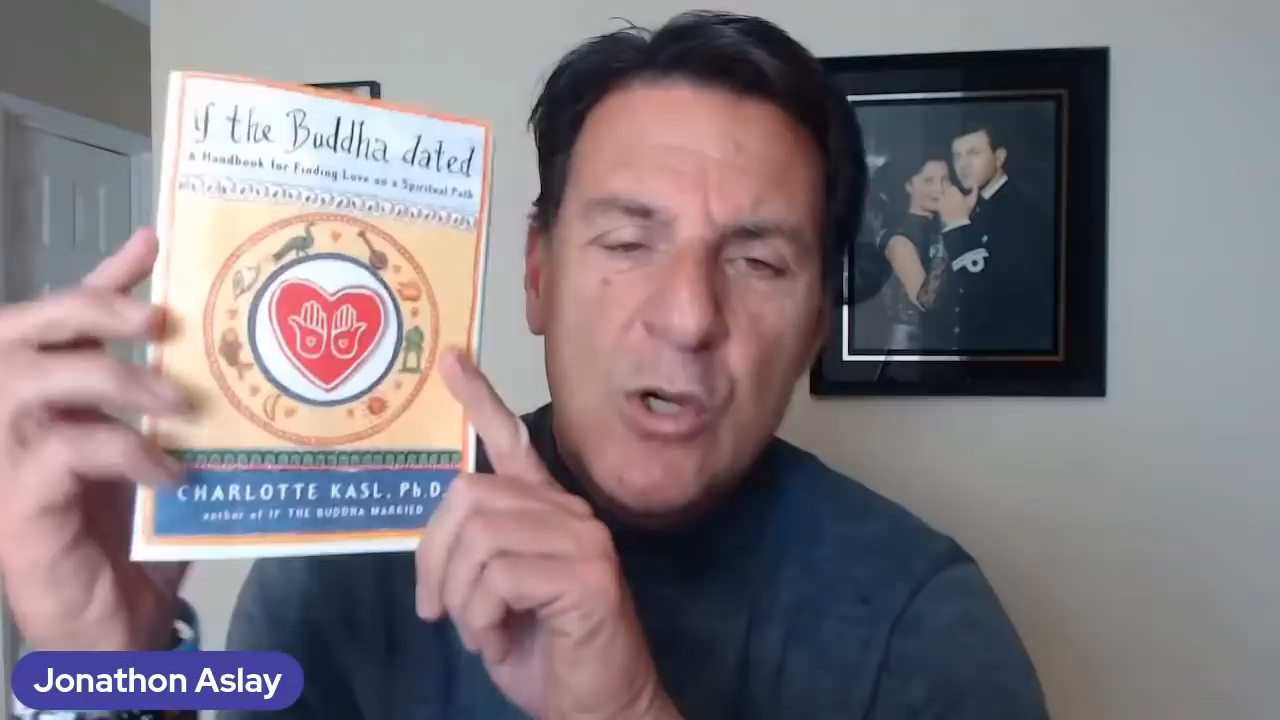 if the Buddha dated
A Handbook for Finding Love on a Spiritual Path
CHARLOTTE KASL, Ph.D.
author of IF THE BUDDHA MARRIED
Jonathon Aslay